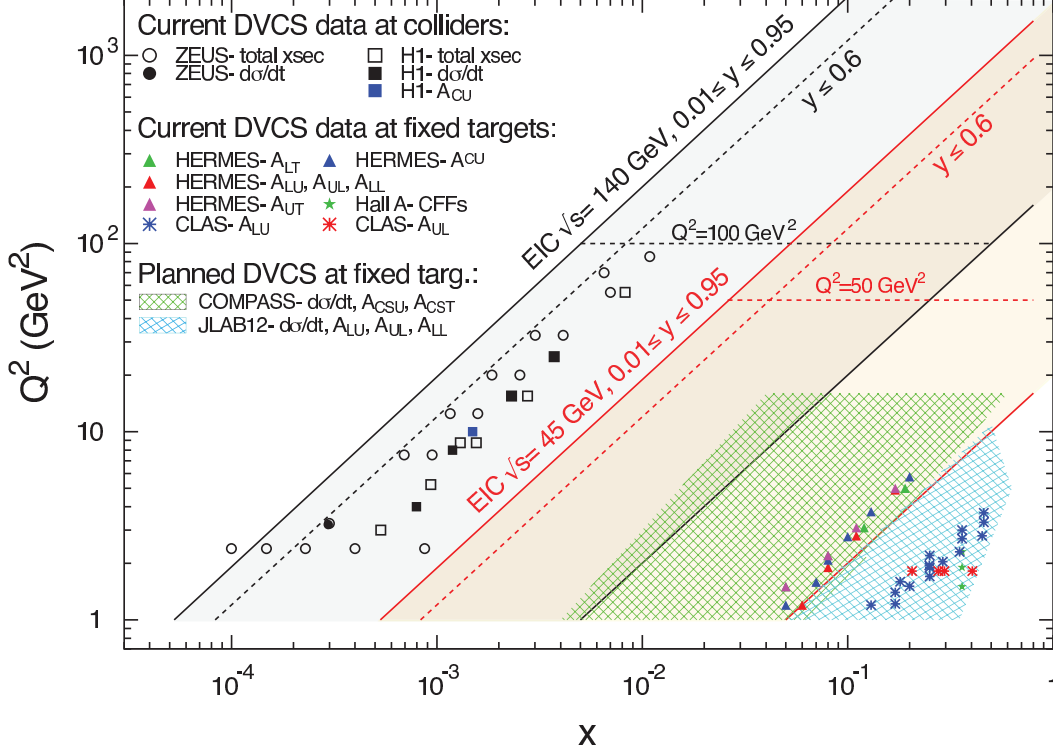 Current DVCS data at colliders:
ZEUS- total xsec
H1- total xsec
ZEUS- dσ/dt
H1- dσ/dt
H1- A_CU
Current DVCS data at fixed targets:
HERMES- A_LT
HERMES- A^CU
HERMES- A_LU, A_UL, A_LL
HERMES- A_UT
Hall A- CFFs
CLAS- A_LU
CLAS- A_UL
Planned DVCS at fixed targ.:
COMPASS- dσ/dt, A_CSU, A_CST
JLAB12- dσ/dt, A_LU, A_UL, A_LL
EIC √s= 140 GeV, 0.01≤ y ≤ 0.95
y ≤ 0.6
EIC √s= 45 GeV, 0.01≤ y ≤ 0.95
y ≤ 0.6
Q²=100 GeV²
Q²=50 GeV²
Q² (GeV²)
10³
10²
10
1
10⁻⁴
10⁻³
10⁻²
10⁻¹
1
x